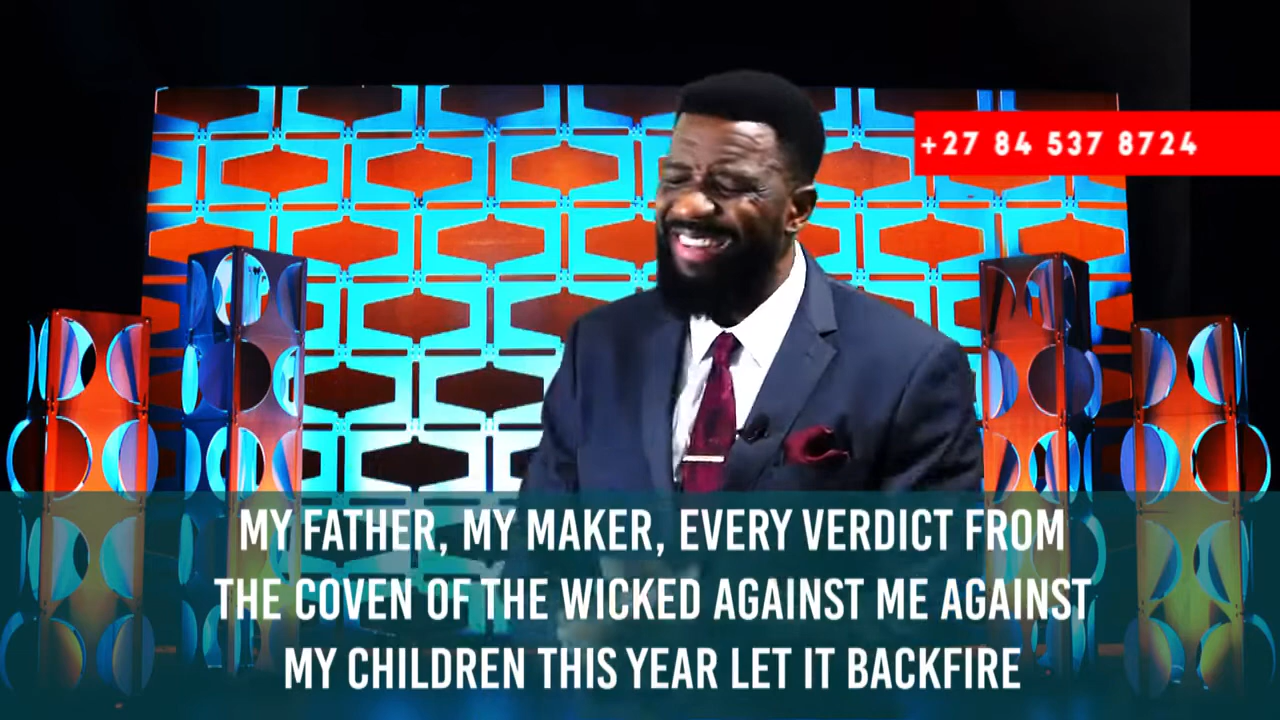 +27 84 537 8724
MY FATHER, MY MAKER, EVERY VERDICT FROM
THE COVEN OF THE WICKED AGAINST ME AGAINST
MY CHILDREN THIS YEAR LET IT BACKFIRE